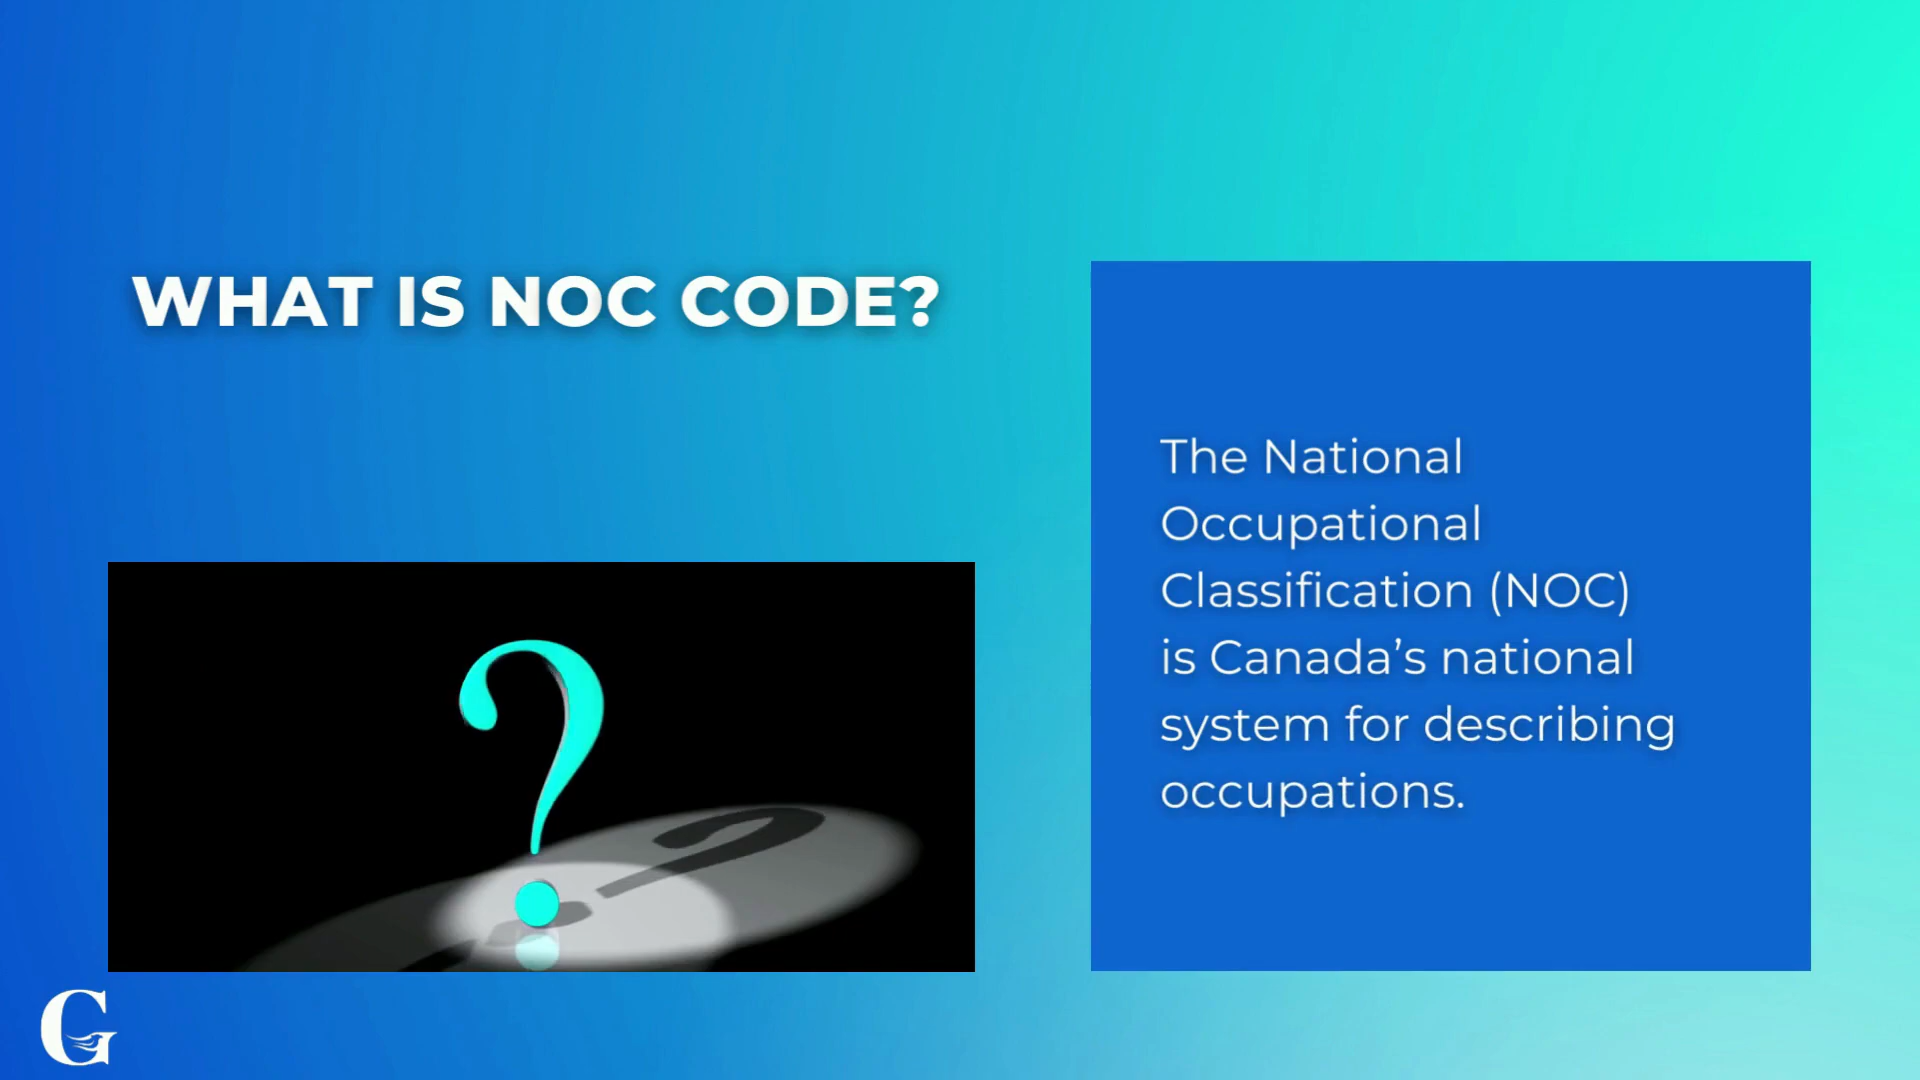 WHAT IS NOC CODE?
The National
Occupational
Classification (NOC)
is Canada’s national
system for describing
occupations.
G